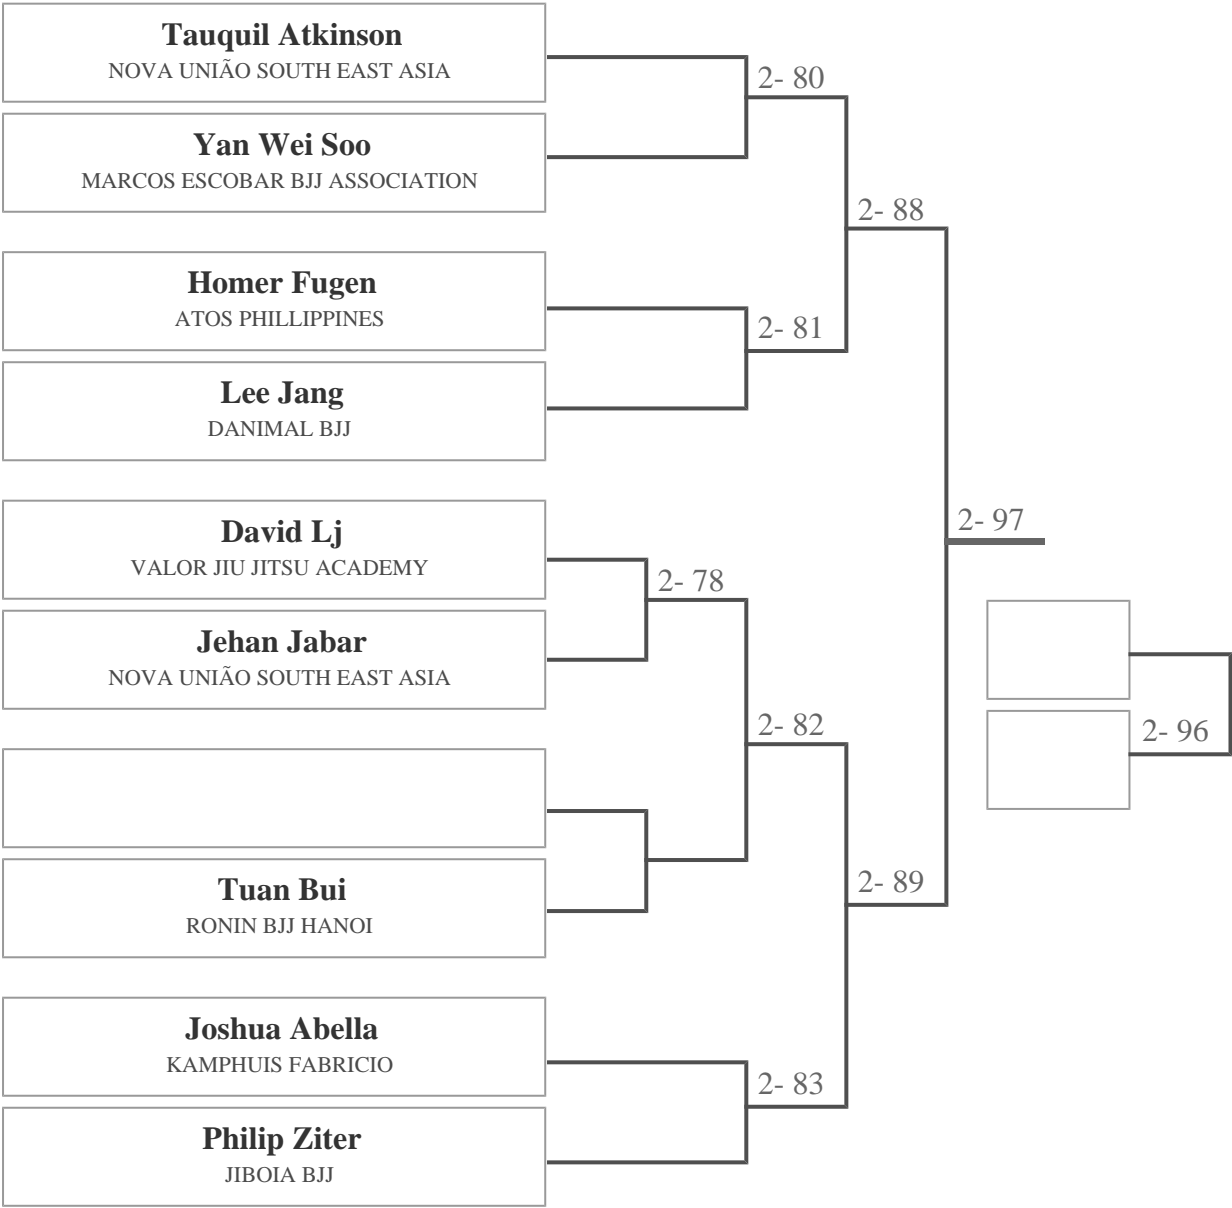 Tauquil Atkinson
NOVA UNIÃO SOUTH EAST ASIA
2- 80
Yan Wei Soo
MARCOS ESCOBAR BJJ ASSOCIATION
2- 88
Homer Fugen
ATOS PHILLIPPINES
2- 81
Lee Jang
DANIMAL BJJ
2- 97
David Lj
VALOR JIU JITSU ACADEMY
2- 78
Jehan Jabar
NOVA UNIÃO SOUTH EAST ASIA
2- 82
2- 96
Tuan Bui
RONIN BJJ HANOI
2- 89
Joshua Abella
KAMPHUIS FABRICIO
2- 83
Philip Ziter
JIBOIA BJJ